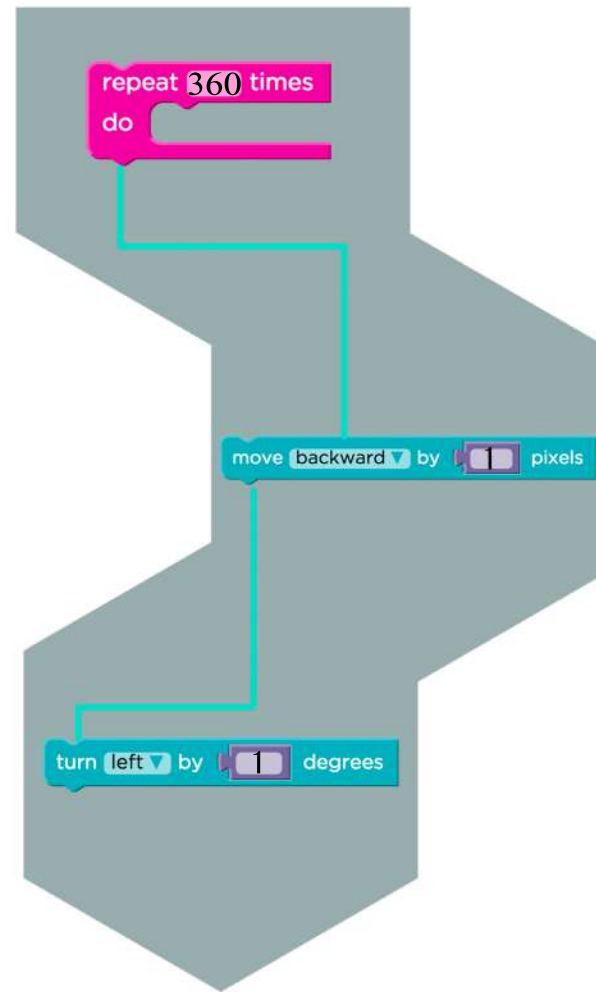 repeat 360 times
do
move backward ▼ by 1 pixels
turn left ▼ by 1 degrees